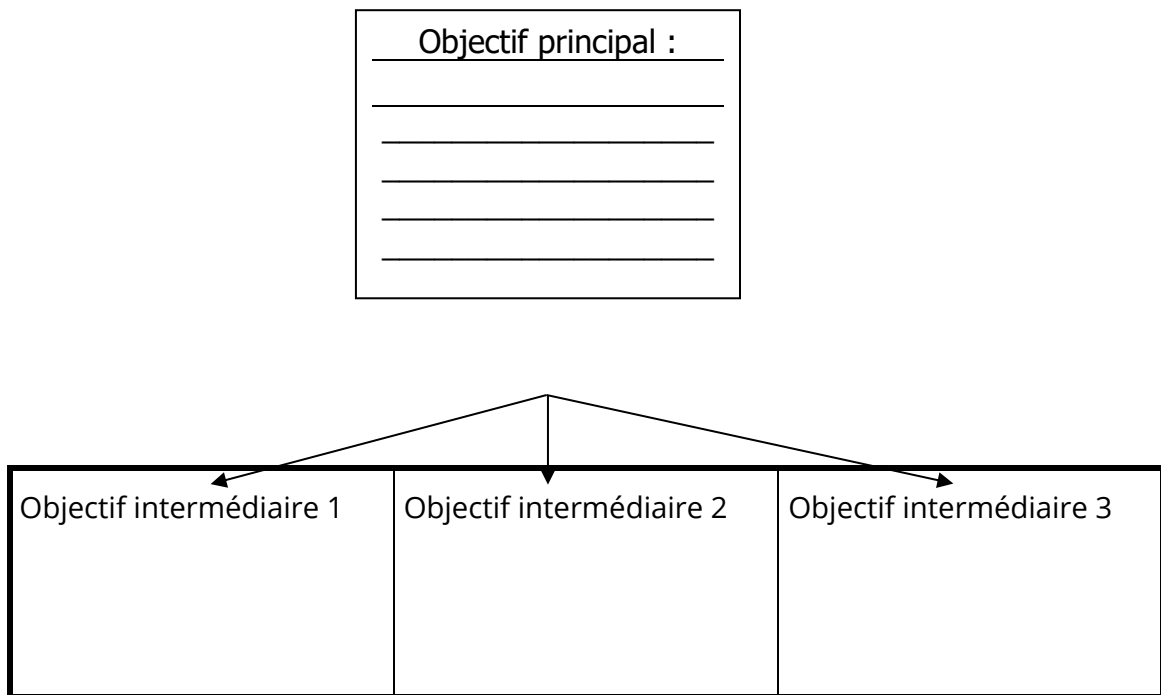 Objectif principal :
Objectif intermédiaire 1
Objectif intermédiaire 2
Objectif intermédiaire 3